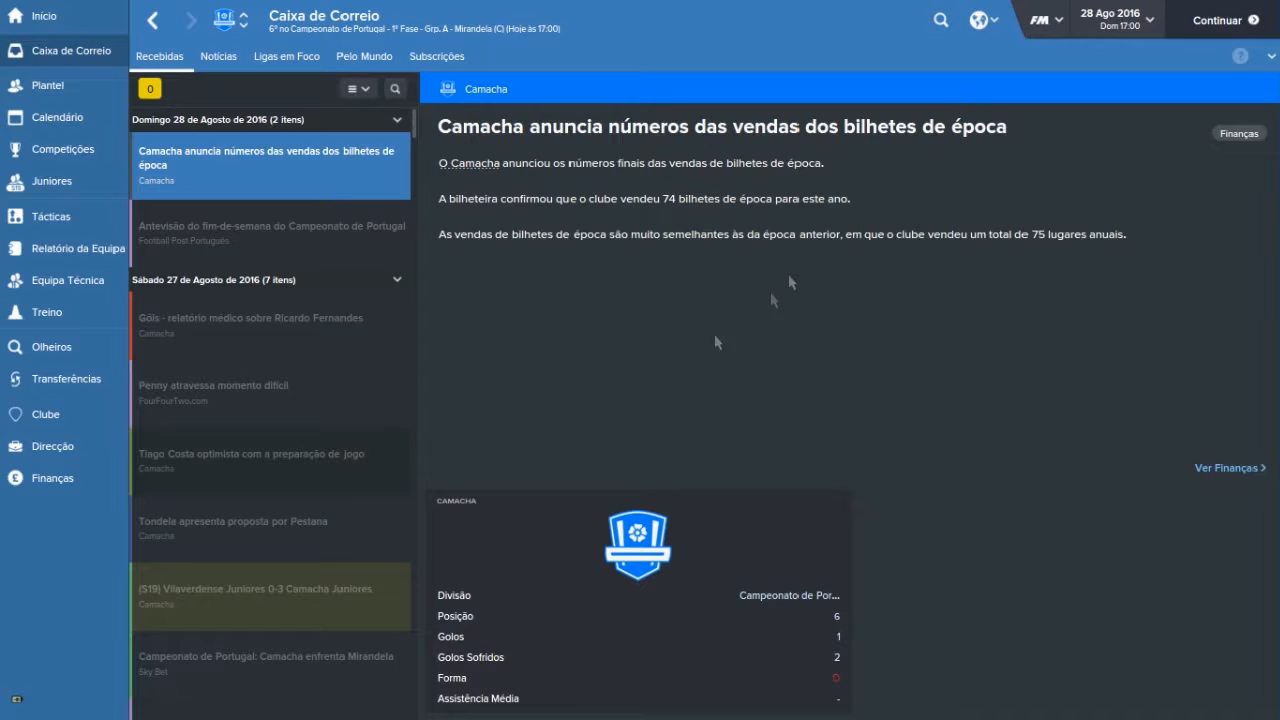 Início
Caixa de Correio
Plantel
Calendário
Competições
Juniores
Tácticas
Relatório da Equipa
Equipa Técnica
Treino
Olheiros
Transferências
Clube
Direcção
Finanças
Caixa de Correio
6º no Campeonato de Portugal - 1ª Fase - Grp. A - Mirandela (C) (Hoje às 17:00)
FM
28 Ago 2016
Dom 17:00
Continuar
Recebidas Notícias Ligas em Foco Pelo Mundo Subscrições
0
Domingo 28 de Agosto de 2016 (2 itens)
Camacha anuncia números das vendas dos bilhetes de
época
Camacha
Antevisão do fim-de-semana do Campeonato de Portugal
Football Post Português
Sábado 27 de Agosto de 2016 (7 itens)
Góis - relatório médico sobre Ricardo Fernandes
Camacha
Penny atravessa momento difícil
FourFourTwo.com
Tiago Costa optimista com a preparação de jogo
Camacha
Tondela apresenta proposta por Pestana
Camacha
(S19) Vilaverdense Juniores 0-3 Camacha Juniores
Camacha
Campeonato de Portugal: Camacha enfrenta Mirandela
Sky Bet
Camacha
Camacha anuncia números das vendas dos bilhetes de época
Finanças
O Camacha anunciou os números finais das vendas de bilhetes de época.
A bilheteira confirmou que o clube vendeu 74 bilhetes de época para este ano.
As vendas de bilhetes de época são muito semelhantes às da época anterior, em que o clube vendeu um total de 75 lugares anuais.
Ver Finanças >
CAMACHA
Divisão Campeonato de Por...
Posição 6
Golos 1
Golos Sofridos 2
Forma D
Assistência Média -